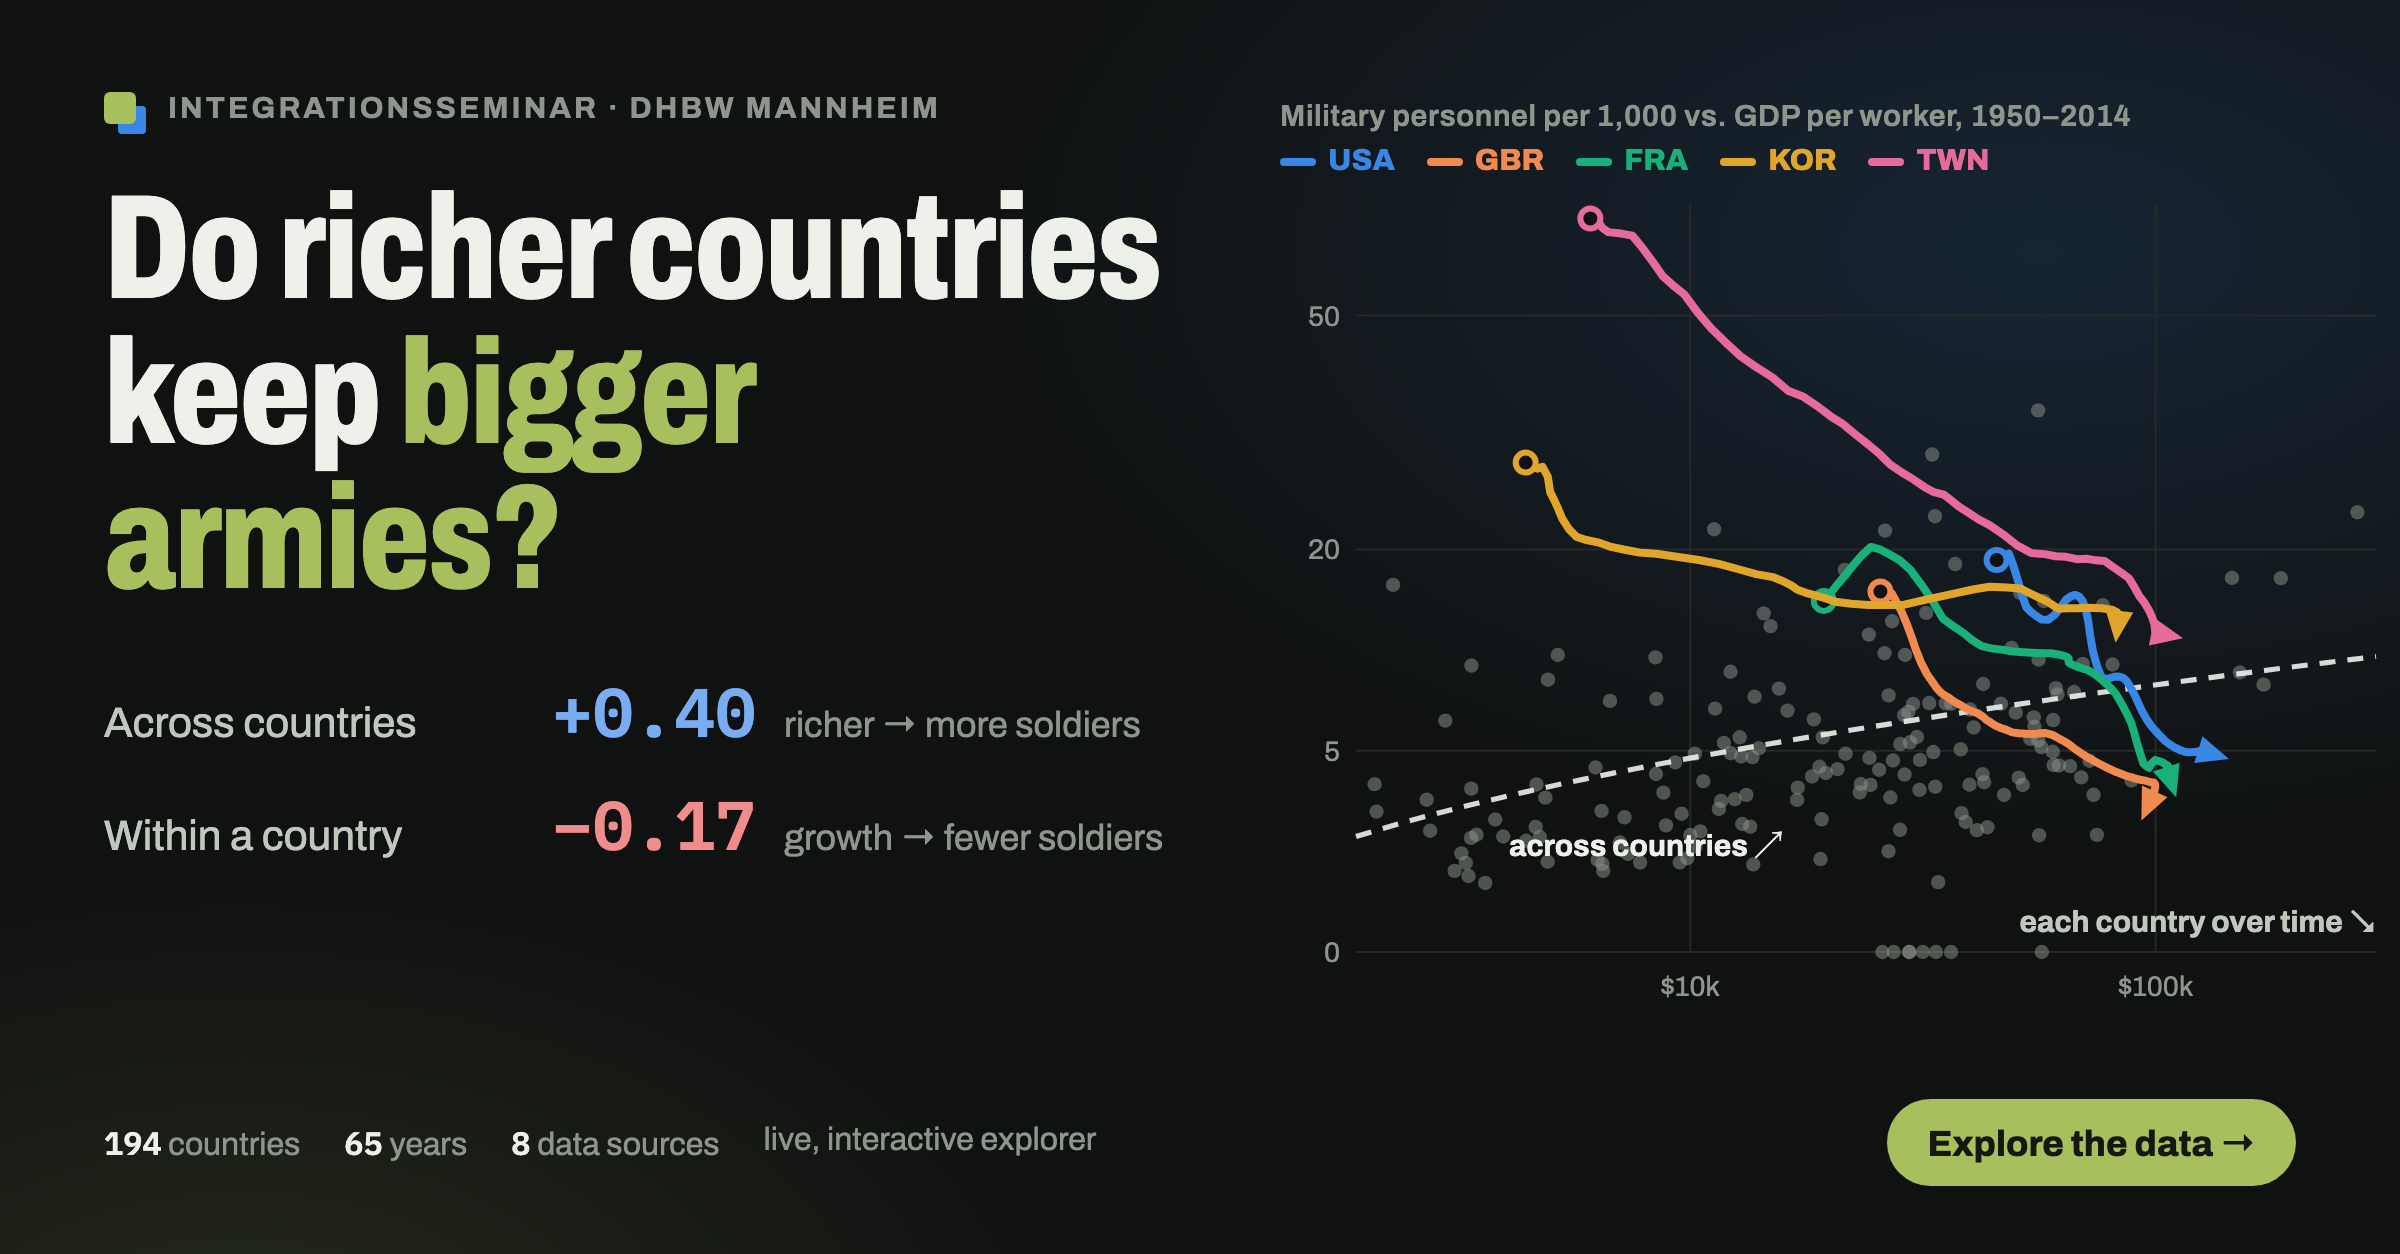 INTEGRATIONSSEMINAR · DHBW MANNHEIM
Do richer countries
keep bigger
armies?
Across countries +0.40 richer → more soldiers
Within a country −0.17 growth → fewer soldiers
194 countries 65 years 8 data sources live, interactive explorer
Military personnel per 1,000 vs. GDP per worker, 1950–2014
USA GBR FRA KOR TWN
50
20
5
across countries ↗
each country over time ↘
0
$10k $100k
Explore the data →